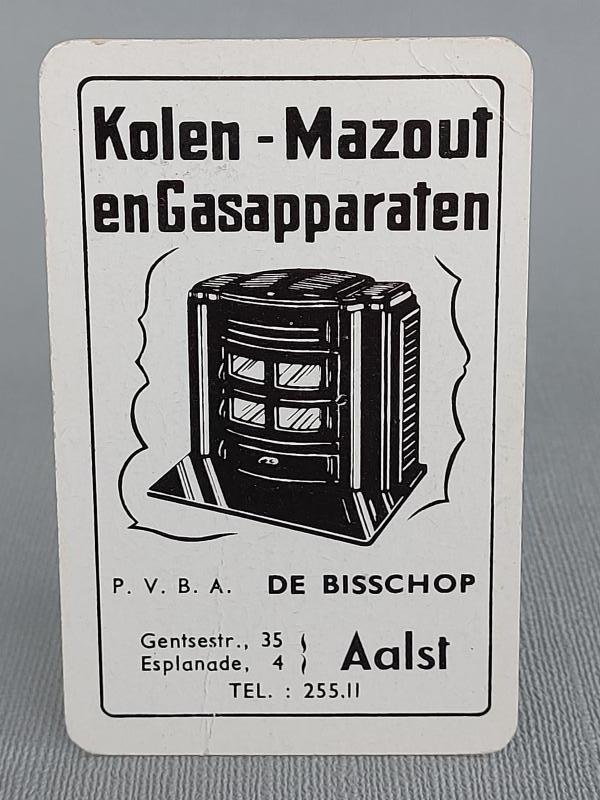 Kolen - Mazout
en Gasapparaten
P. V. B. A. DE BISSCHOP
Gentsestr., 35
Esplanade, 4
Aalst
TEL. : 255.11